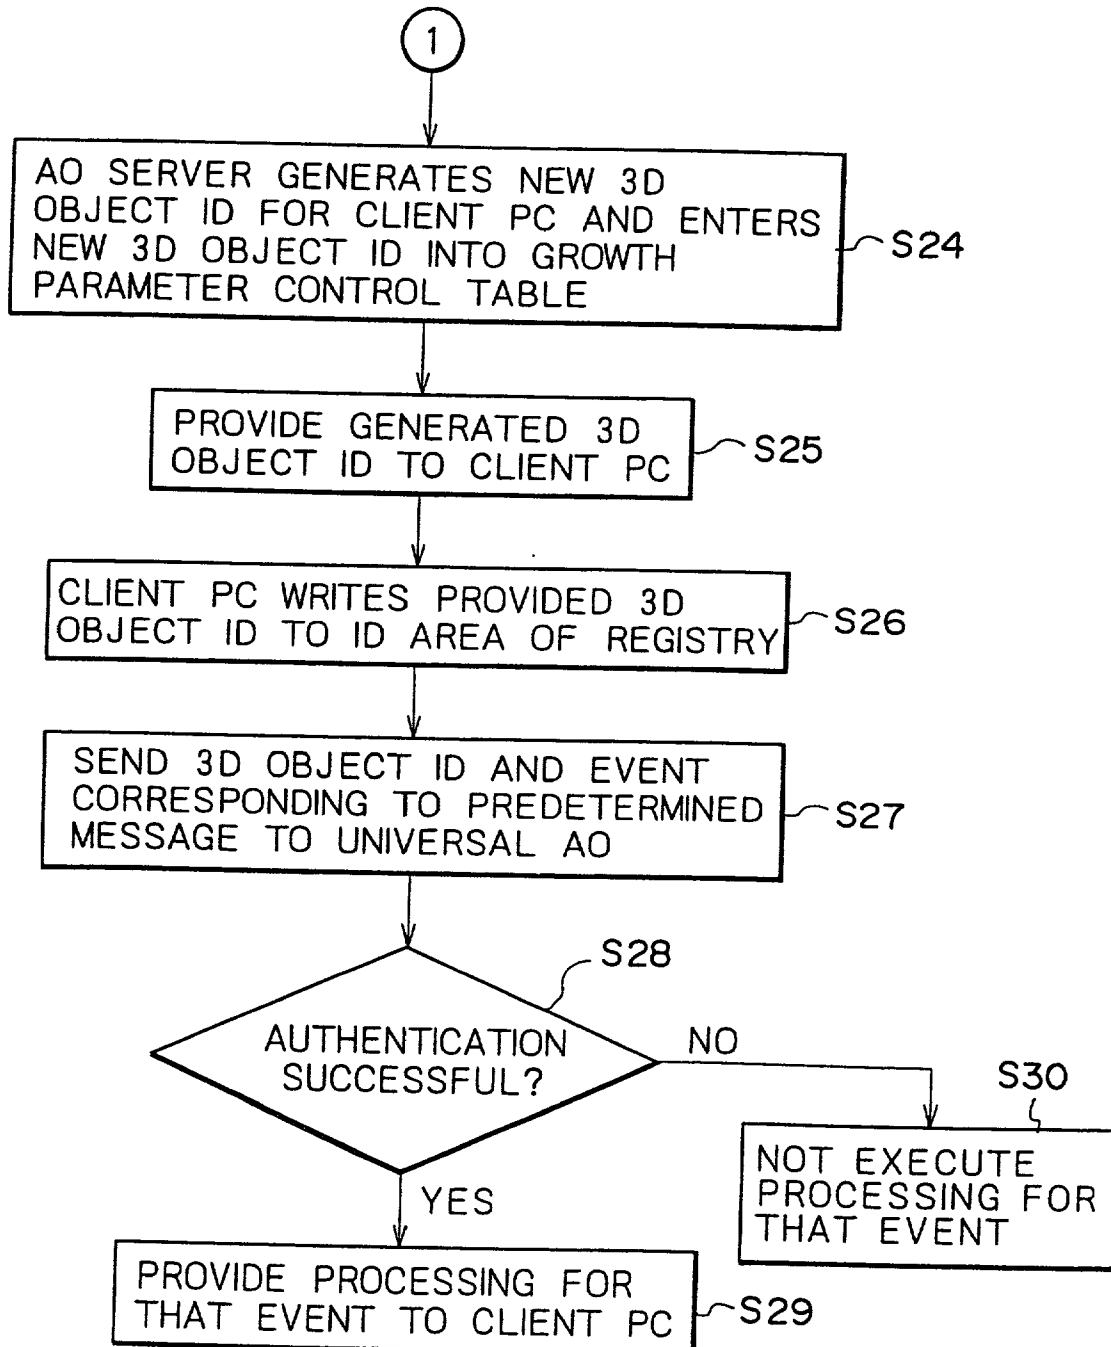 1
AO SERVER GENERATES NEW 3D
OBJECT ID FOR CLIENT PC AND ENTERS
NEW 3D OBJECT ID INTO GROWTH
PARAMETER CONTROL TABLE
S24
PROVIDE GENERATED 3D
OBJECT ID TO CLIENT PC
S25
CLIENT PC WRITES PROVIDED 3D
OBJECT ID TO ID AREA OF REGISTRY
S26
SEND 3D OBJECT ID AND EVENT
CORRESPONDING TO PREDETERMINED
MESSAGE TO UNIVERSAL AO
S27
S28
AUTHENTICATION
SUCCESSFUL?
NO
S30
NOT EXECUTE
PROCESSING FOR
THAT EVENT
YES
PROVIDE PROCESSING FOR
THAT EVENT TO CLIENT PC
S29